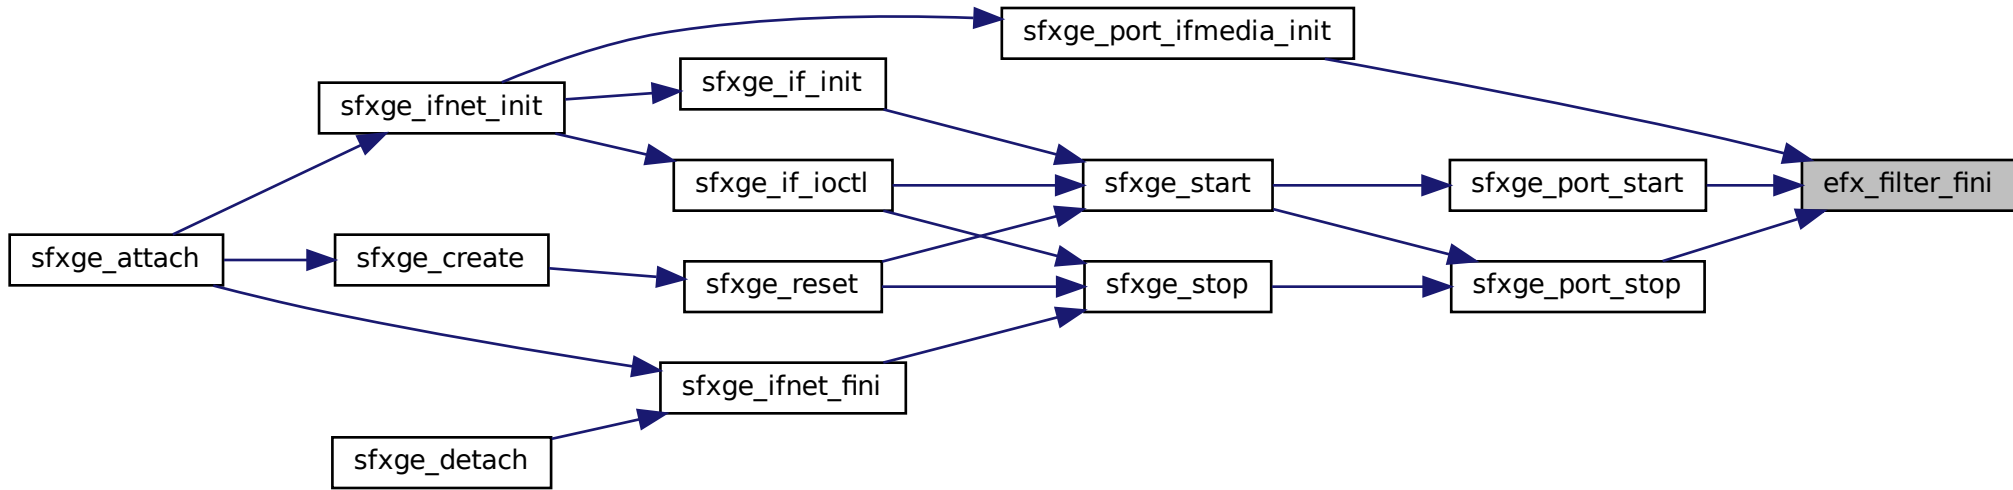 sfxge_port_ifmedia_init
sfxge_if_init
sfxge_ifnet_init
sfxge_if_ioctl
sfxge_start
sfxge_port_start
efx_filter_fini
sfxge_attach
sfxge_create
sfxge_reset
sfxge_stop
sfxge_port_stop
sfxge_ifnet_fini
sfxge_detach